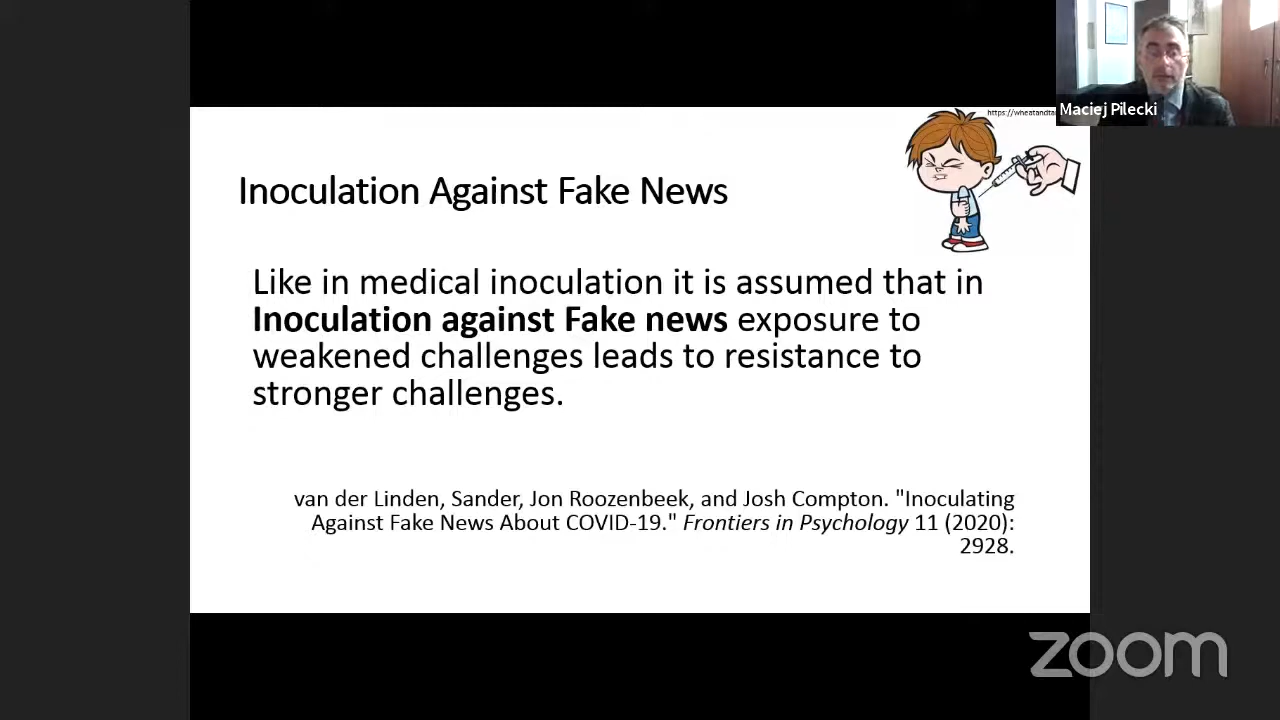 https://wheatandta
Maciej Pilecki
Inoculation Against Fake News
Like in medical inoculation it is assumed that in
Inoculation against Fake news exposure to
weakened challenges leads to resistance to
stronger challenges.
van der Linden, Sander, Jon Roozenbeek, and Josh Compton. "Inoculating
Against Fake News About COVID-19." Frontiers in Psychology 11 (2020):
2928.
zoom